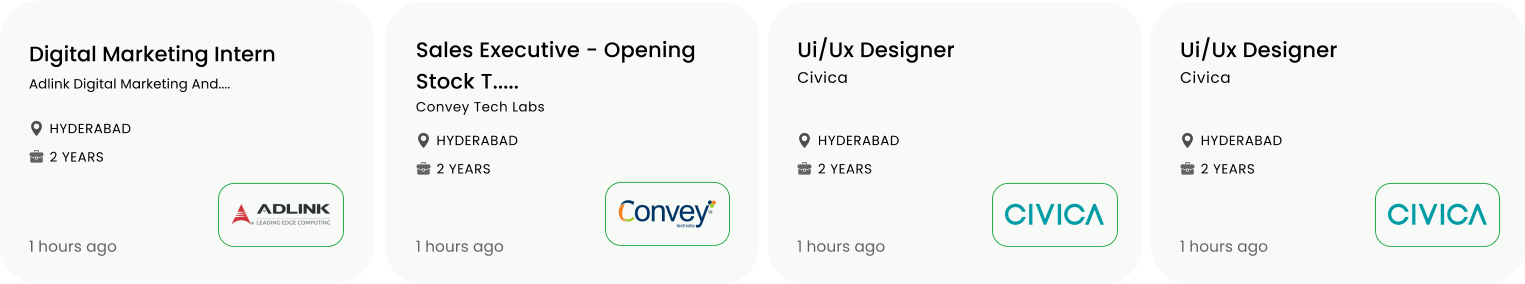 Digital Marketing Intern
Adlink Digital Marketing And....
HYDERABAD
2 YEARS
ADLINK
LEADING EDGE COMPUTING
1 hours ago
Sales Executive - Opening
Stock T.....
Convey Tech Labs
HYDERABAD
2 YEARS
Convey
tech labs
1 hours ago
Ui/Ux Designer
Civica
HYDERABAD
2 YEARS
CIVICA
1 hours ago
Ui/Ux Designer
Civica
HYDERABAD
2 YEARS
CIVICA
1 hours ago